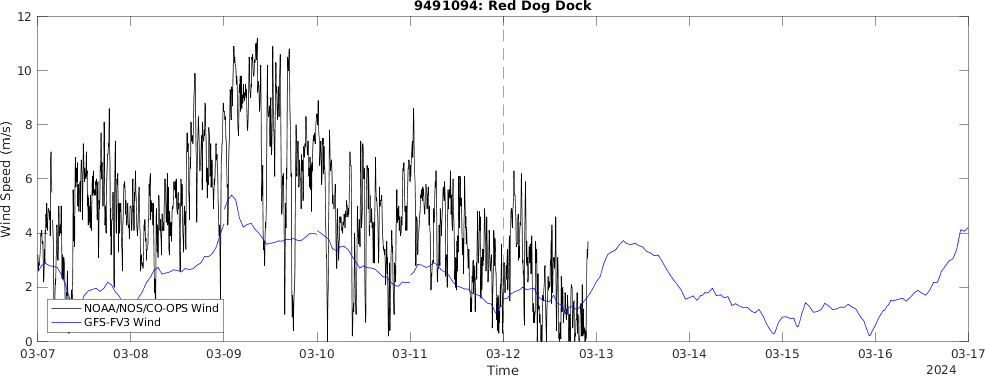 9491094: Red Dog Dock
Wind Speed (m/s)
12
10
8
6
4
2
0
NOAA/NOS/CO-OPS Wind
GFS-FV3 Wind
03-07 03-08 03-09 03-10 03-11 03-12 03-13 03-14 03-15 03-16 03-17
Time
2024